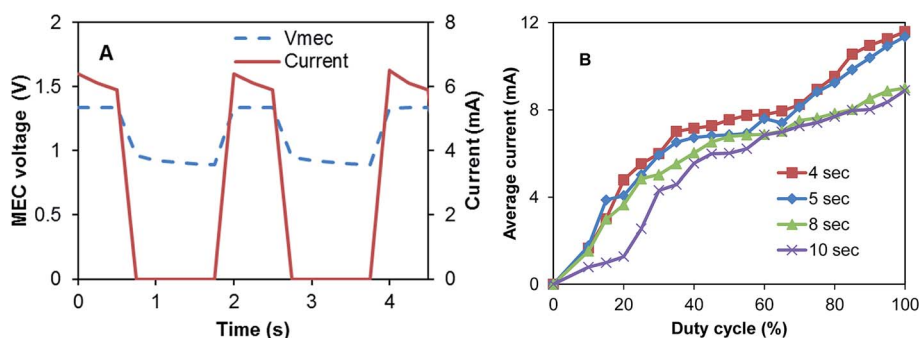 A
Vmec
Current
2
1.5
1
0.5
0
MEC voltage (V)
8
6
4
2
0
Current (mA)
0
1
2
3
4
Time (s)
B
12
8
4
0
Average current (mA)
4 sec
5 sec
8 sec
10 sec
0
20
40
60
80
100
Duty cycle (%)